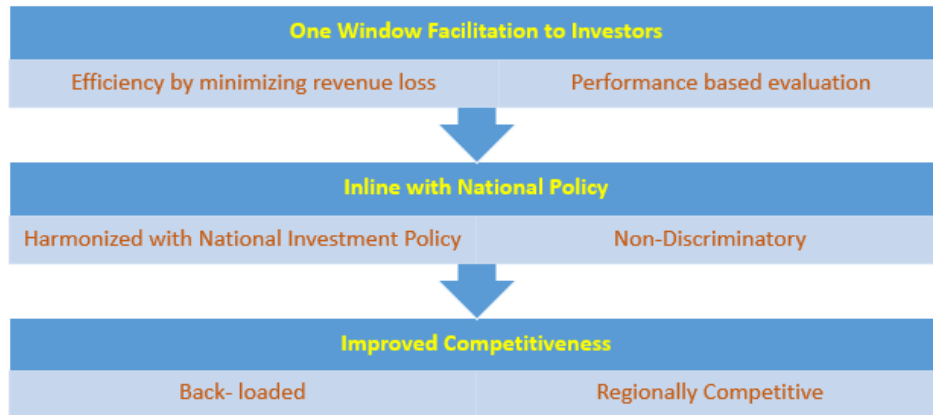 One Window Facilitation to Investors
Efficiency by minimizing revenue loss
Performance based evaluation
Inline with National Policy
Harmonized with National Investment Policy
Non-Discriminatory
Improved Competitiveness
Back- loaded
Regionally Competitive